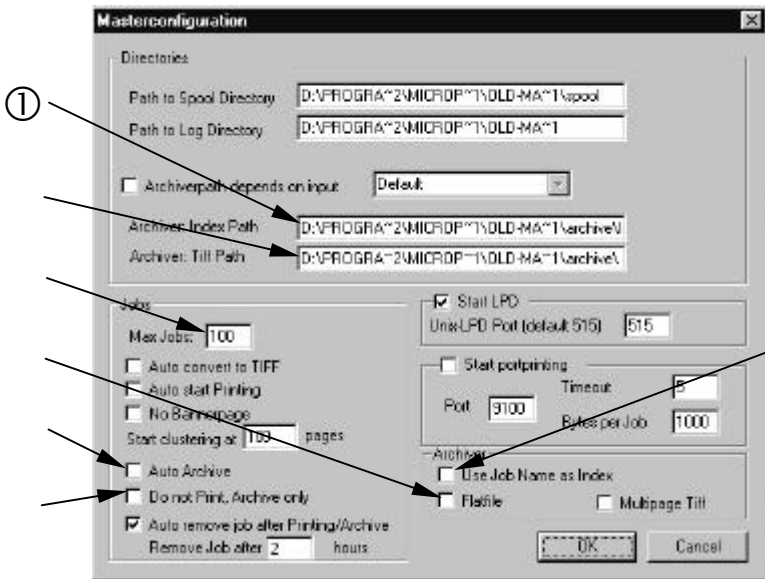 Masterconfiguration
Directories
①
Path to Spool Directory D:\PROGRA~2\MICROP~1\OLD-MA~1\spool
Path to Log Directory D:\PROGRA~2\MICROP~1\OLD-MA~1
Archiverpath depends on input Default
Archiver: Index Path D:\PROGRA~2\MICROP~1\OLD-MA~1\archive\
Archiver: Tiff Path D:\PROGRA~2\MICROP~1\OLD-MA~1\archive\
Jobs
Max Jobs: 100
Auto convert to TIFF
Auto start Printing
No Bannerpage
Start clustering at 100 pages
Auto Archive
Do not Print, Archive only
Auto remove job after Printing/Archive
Remove Job after 2 hours
Start LPD
Unix-LPD Port (default 515) 515
Start portprinting
Timeout 5
Port 9100
Bytes per Job 1000
Archiver
Use Job Name as Index
Flatfile Multipage Tiff
OK Cancel